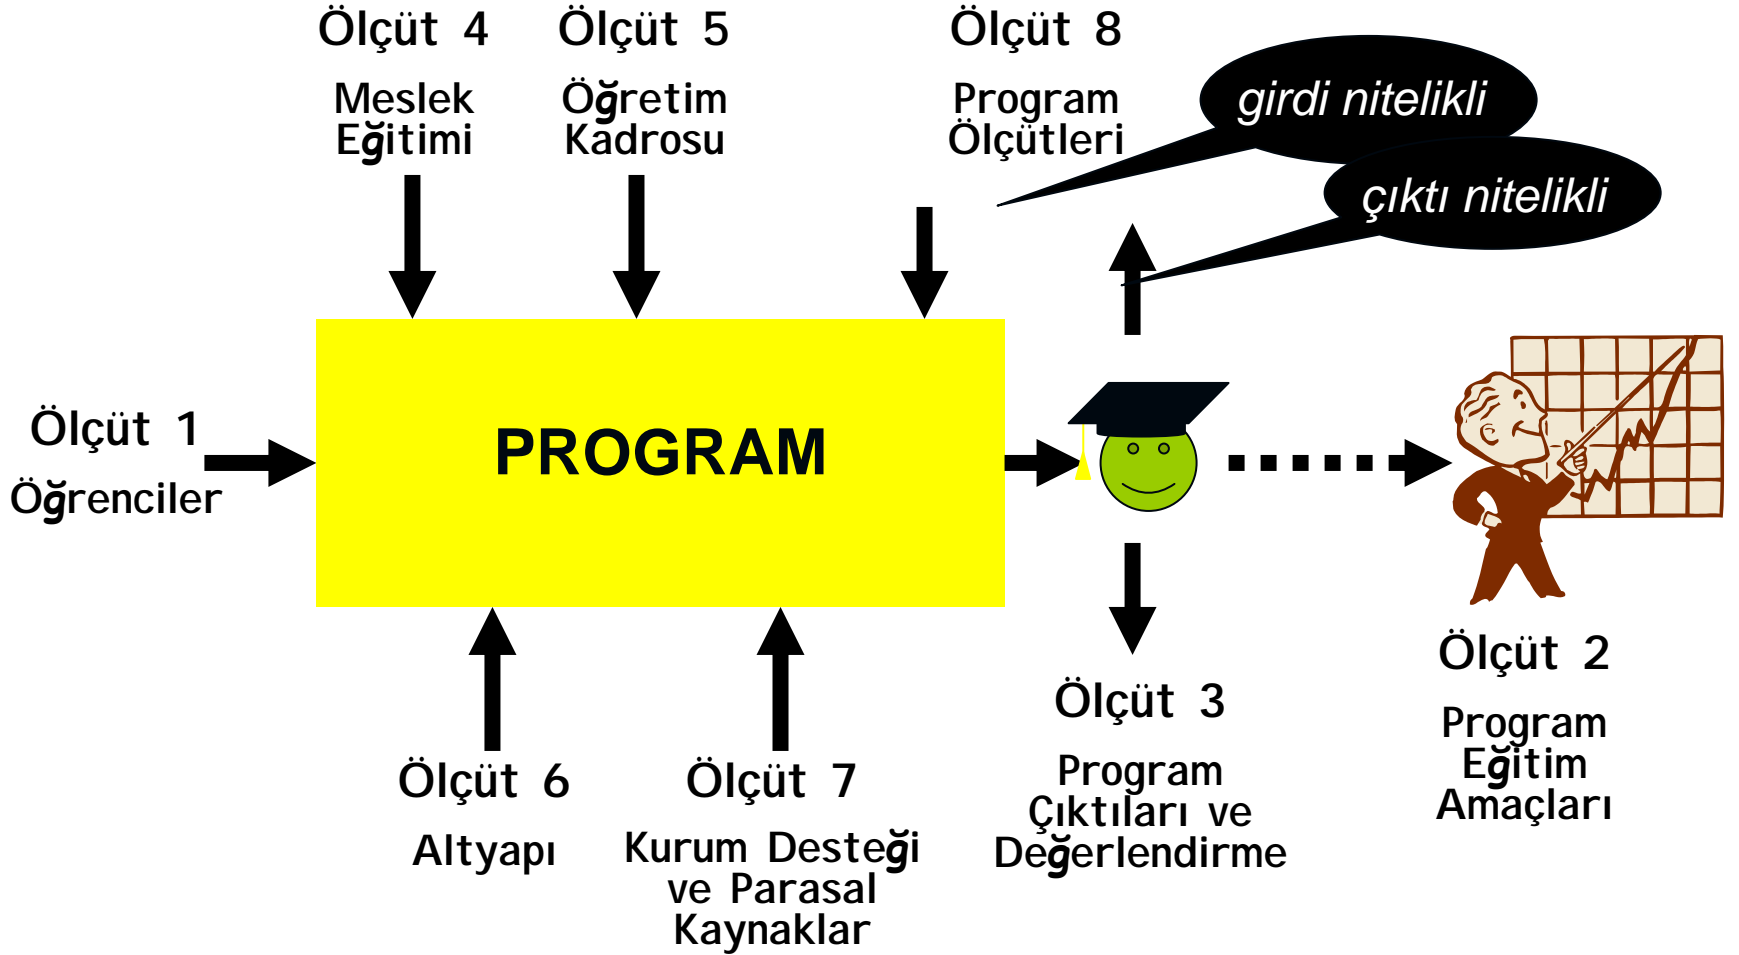 Ölçüt 4
Meslek
Eğitimi
Ölçüt 5
Öğretim
Kadrosu
Ölçüt 8
Program
Ölçütleri
girdi nitelikli
çıktı nitelikli
Ölçüt 1
Öğrenciler
PROGRAM
Ölçüt 6
Altyapı
Ölçüt 7
Kurum Desteği
ve Parasal
Kaynaklar
Ölçüt 3
Program
Çıktıları ve
Değerlendirme
Ölçüt 2
Program
Eğitim
Amaçları